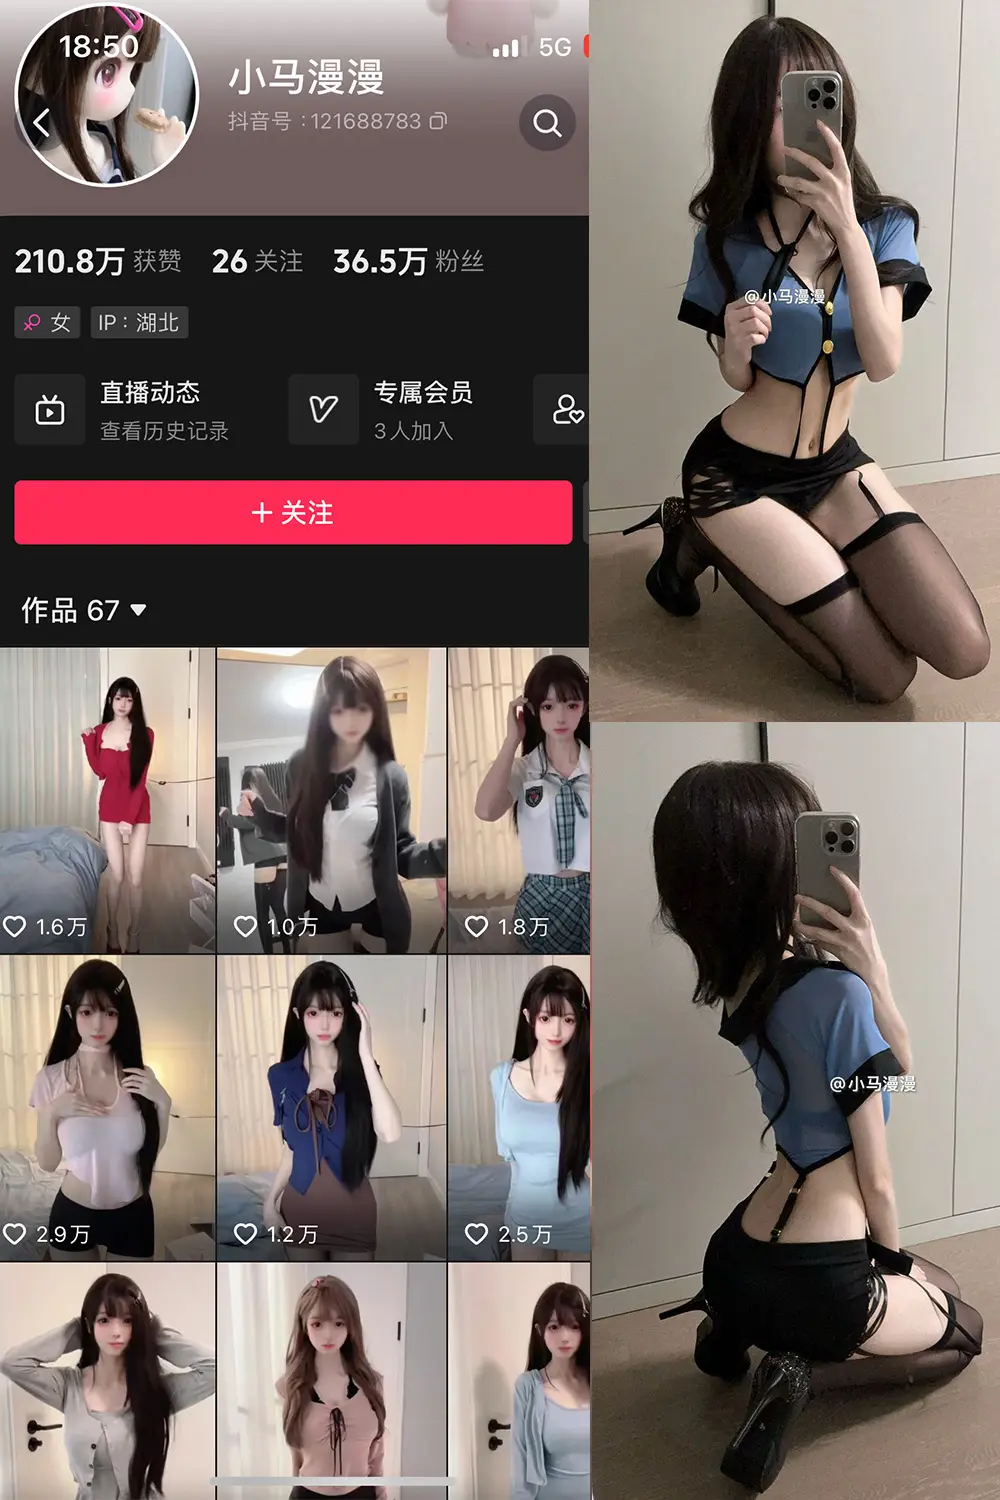 18:50
5G
小马漫漫
抖音号：121688783
210.8万 获赞 26 关注 36.5万 粉丝
女 IP：湖北
直播动态
查看历史记录
专属会员
3人加入
＋关注
作品 67
1.6万
1.0万
1.8万
2.9万
1.2万
2.5万
@小马漫漫
@小马漫漫